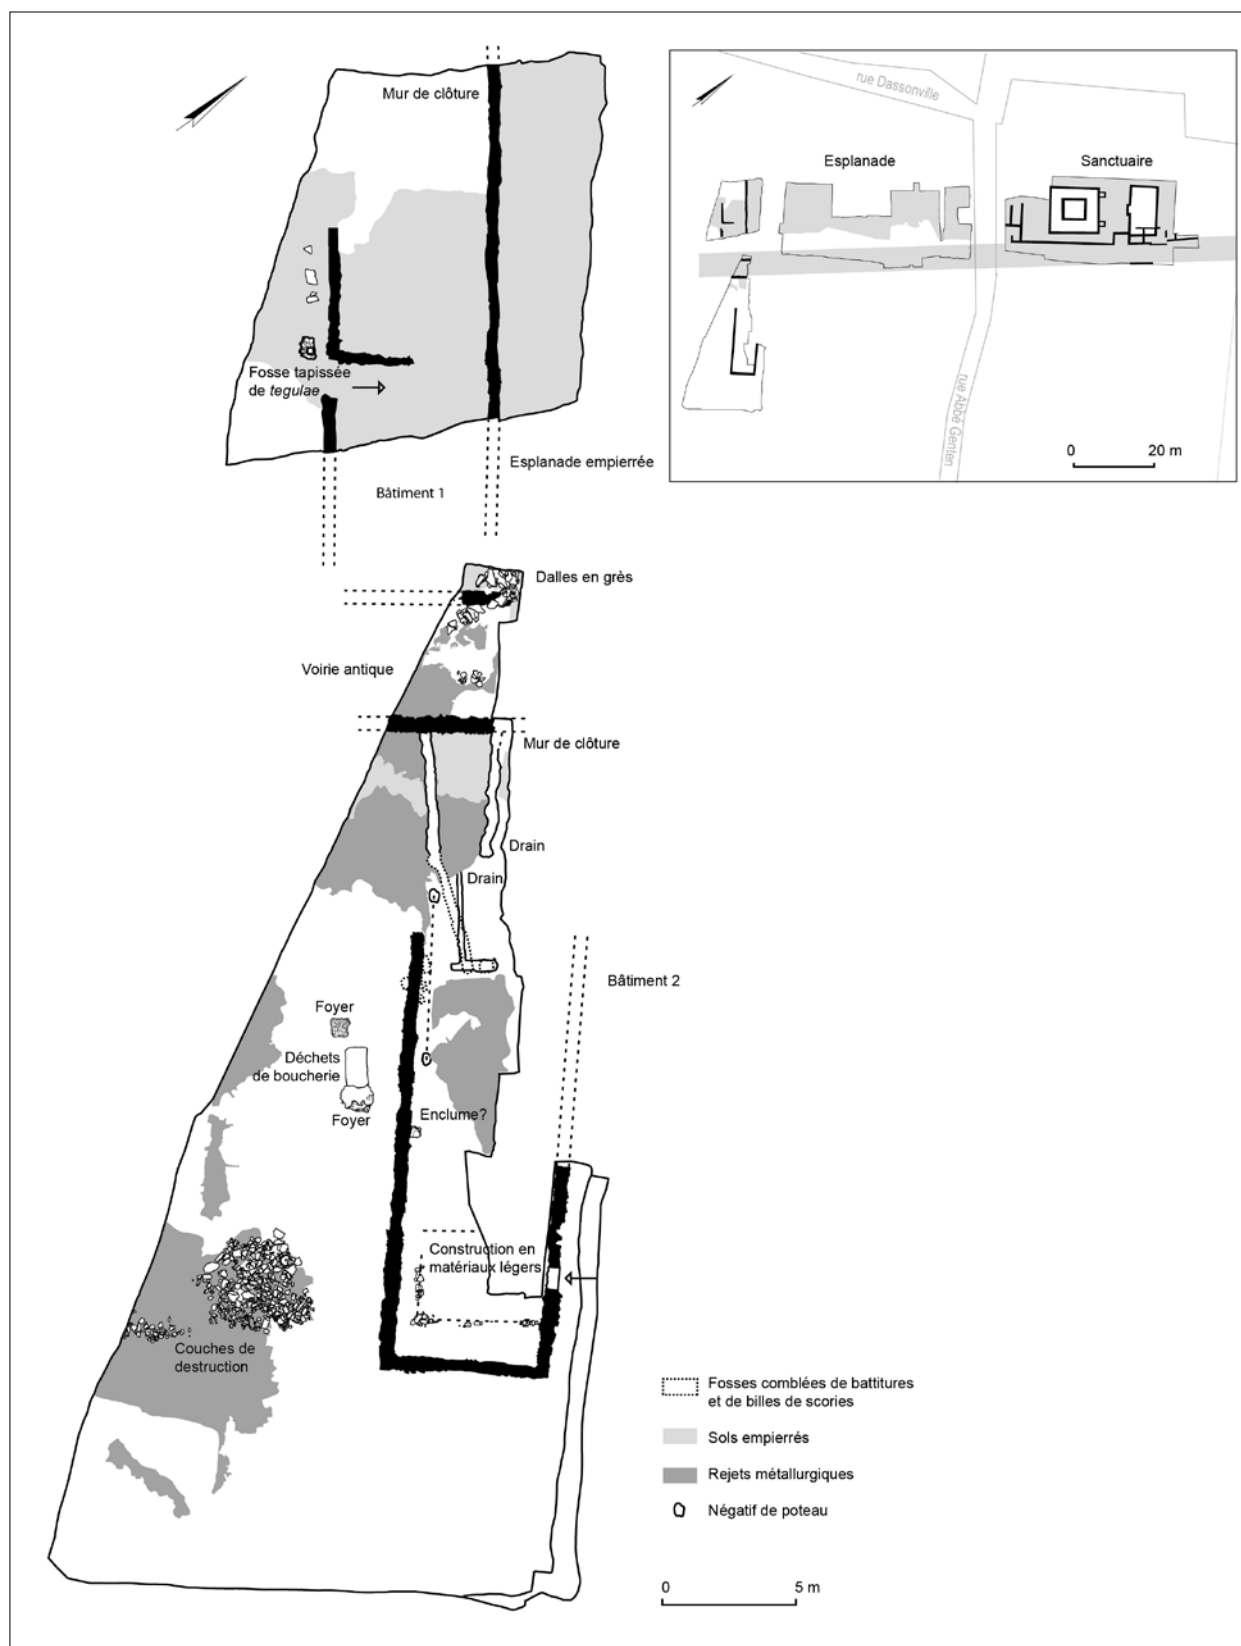 Mur de clôture
Fosse tapissée
de tegulae
Esplanade empierrée
Bâtiment 1
rue Dassonville
Esplanade
Sanctuaire
rue Abbé Genten
0 20 m
Dalles en grès
Voirie antique
Mur de clôture
Drain
Drain
Bâtiment 2
Foyer
Déchets
de boucherie
Foyer
Enclume?
Construction en
matériaux légers
Couches de
destruction
Fosses comblées de battitures
et de billes de scories
Sols empierrés
Rejets métallurgiques
Négatif de poteau
0 5 m